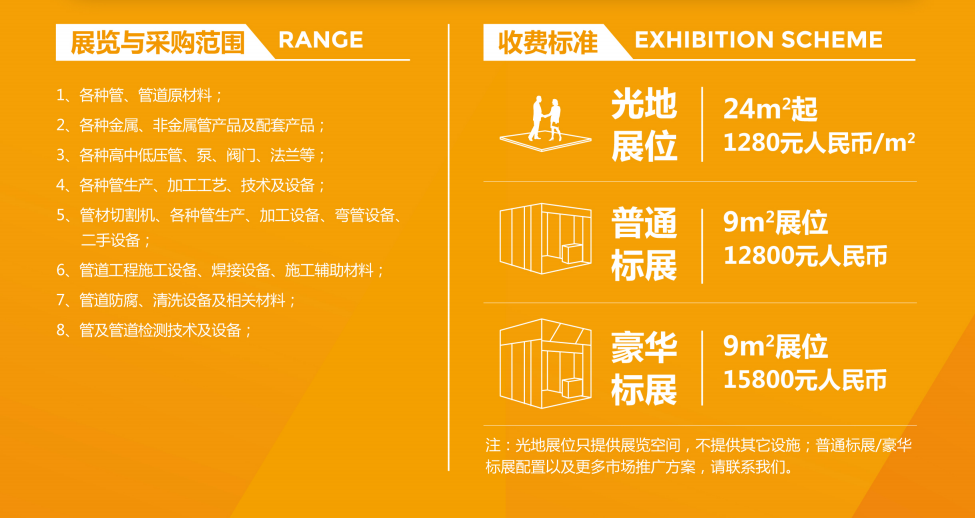 展览与采购范围 RANGE
1、各种管、管道原材料；
2、各种金属、非金属管产品及配套产品；
3、各种高中低压管、泵、阀门、法兰等；
4、各种管生产、加工工艺、技术及设备；
5、管材切割机、各种管生产、加工设备、弯管设备、
二手设备；
6、管道工程施工设备、焊接设备、施工辅助材料；
7、管道防腐、清洗设备及相关材料；
8、管及管道检测技术及设备；
收费标准 EXHIBITION SCHEME
光地
展位
24m²起
1280元人民币/m²
普通
标展
9m²展位
12800元人民币
豪华
标展
9m²展位
15800元人民币
注：光地展位只提供展览空间，不提供其它设施；普通标展/豪华
标展配置以及更多市场推广方案，请联系我们。